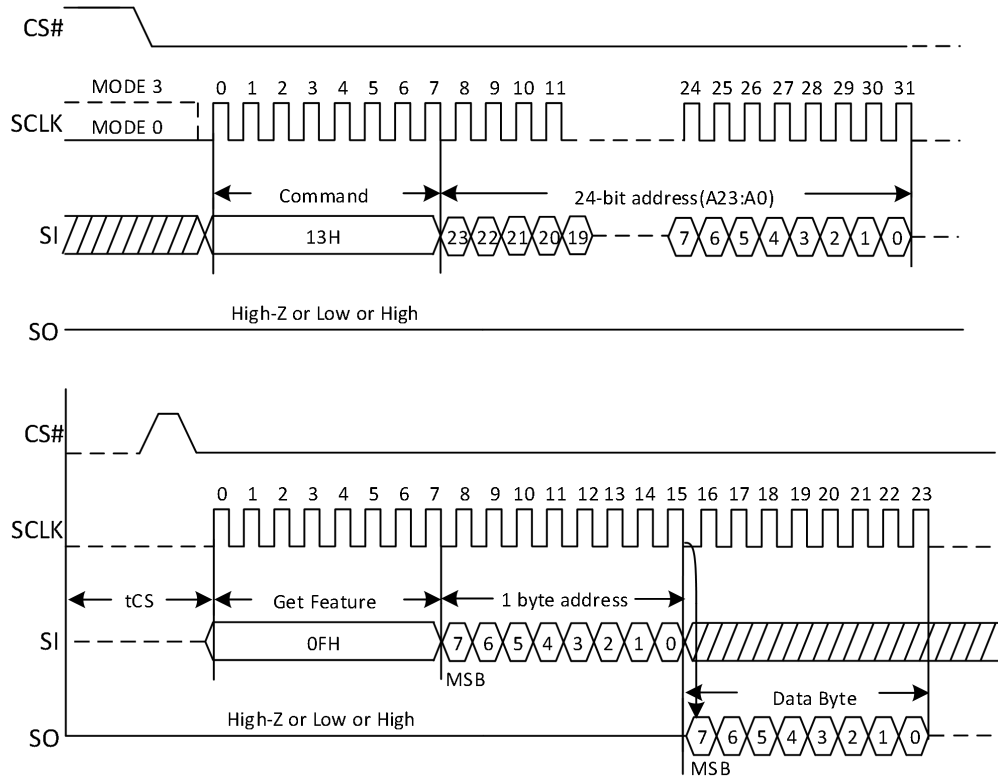 CS#
MODE 3
0 1 2 3 4 5 6 7 8 9 10 11 24 25 26 27 28 29 30 31
SCLK
MODE 0
Command 24-bit address(A23:A0)
SI 13H 23 22 21 20 19 7 6 5 4 3 2 1 0
High-Z or Low or High
SO
CS#
0 1 2 3 4 5 6 7 8 9 10 11 12 13 14 15 16 17 18 19 20 21 22 23
SCLK
tCS Get Feature 1 byte address
SI 0FH 7 6 5 4 3 2 1 0
MSB
Data Byte
High-Z or Low or High
SO 7 6 5 4 3 2 1 0
MSB